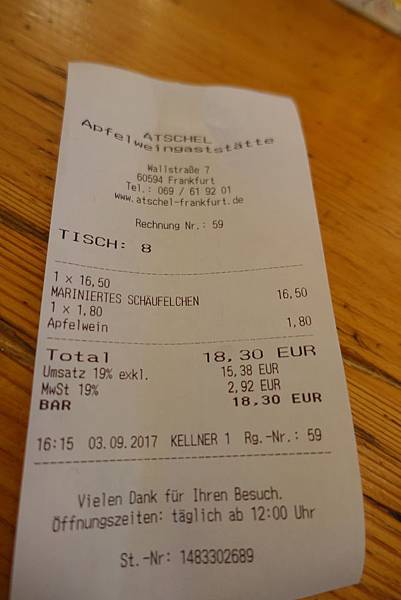 ATSCHEL
Apfelweingaststätte
Wallstraße 7
60594 Frankfurt
Tel.: 069 / 61 92 01
www.atschel-frankfurt.de
Rechnung Nr.: 59
TISCH: 8
1 x 16,50
MARINIERTES SCHÄUFELCHEN 16,50
1 x 1,80
Apfelwein 1,80
Total 18,30 EUR
Umsatz 19% exkl. 15,38 EUR
MwSt 19% 2,92 EUR
BAR 18,30 EUR
16:15 03.09.2017 KELLNER 1 Rg.-Nr.: 59
Vielen Dank für Ihren Besuch.
Öffnungszeiten: täglich ab 12:00 Uhr
St.-Nr: 1483302689